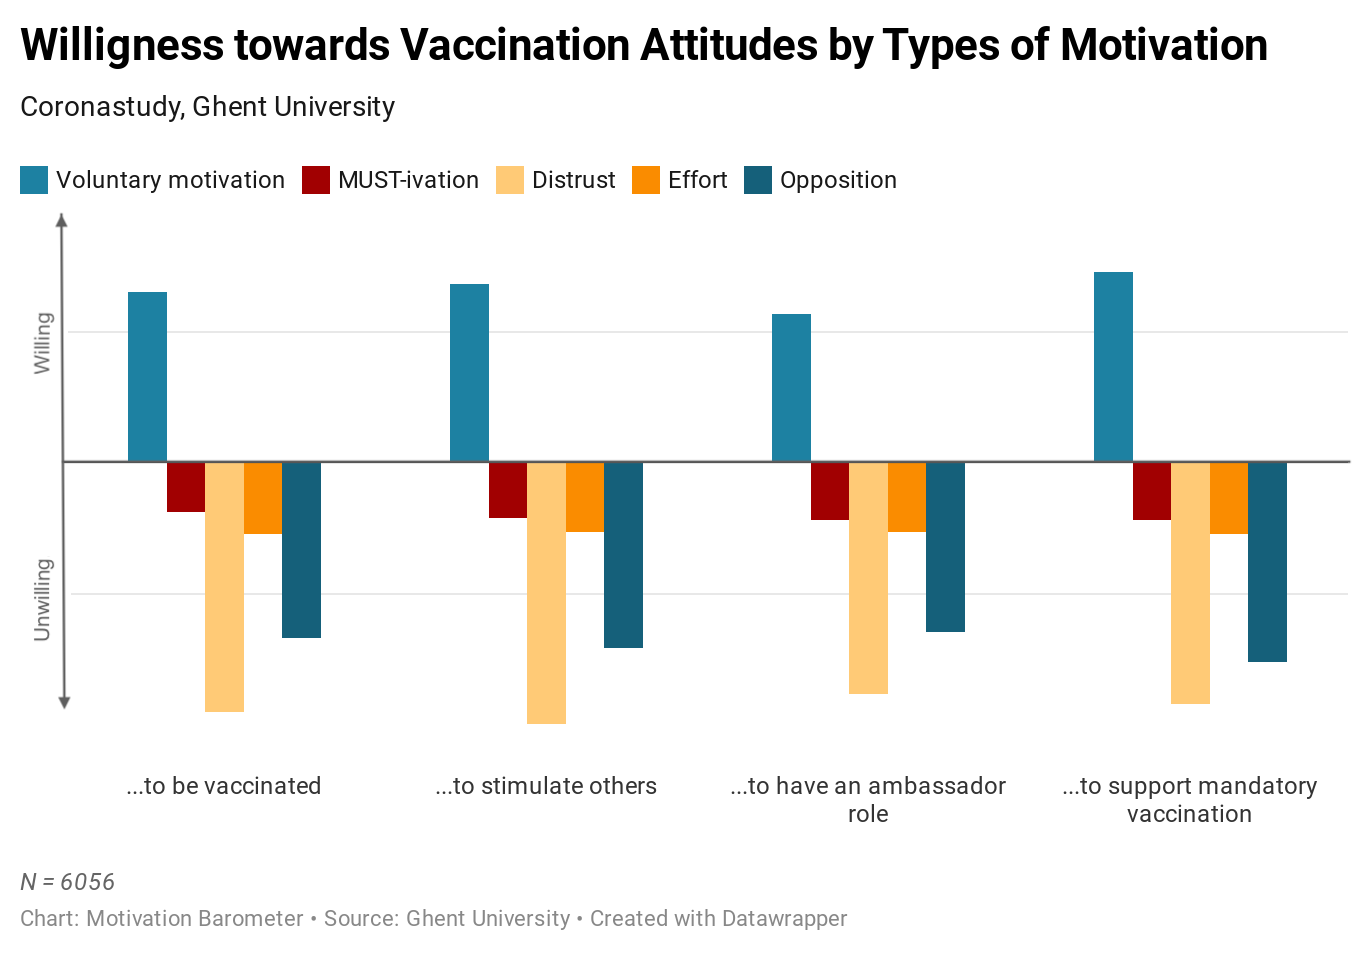 Willigness towards Vaccination Attitudes by Types of Motivation
Coronastudy, Ghent University
Voluntary motivation MUST-ivation Distrust Effort Opposition
Willing
Unwilling
...to be vaccinated ...to stimulate others ...to have an ambassador ...to support mandatory
role vaccination
N = 6056
Chart: Motivation Barometer • Source: Ghent University • Created with Datawrapper